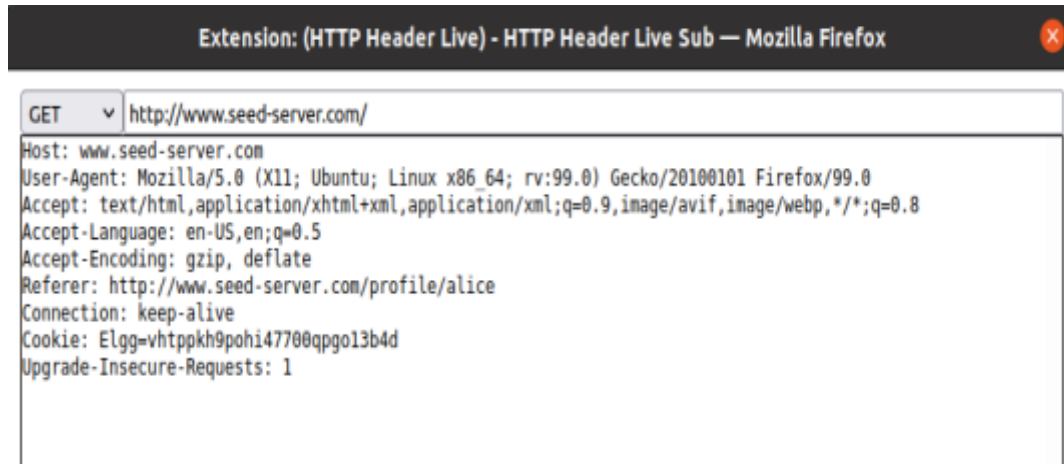 Extension: (HTTP Header Live) - HTTP Header Live Sub — Mozilla Firefox
GET http://www.seed-server.com/
Host: www.seed-server.com
User-Agent: Mozilla/5.0 (X11; Ubuntu; Linux x86_64; rv:99.0) Gecko/20100101 Firefox/99.0
Accept: text/html,application/xhtml+xml,application/xml;q=0.9,image/avif,image/webp,*/*;q=0.8
Accept-Language: en-US,en;q=0.5
Accept-Encoding: gzip, deflate
Referer: http://www.seed-server.com/profile/alice
Connection: keep-alive
Cookie: Elgg=vhtppkh9pohi47700qpgo13b4d
Upgrade-Insecure-Requests: 1